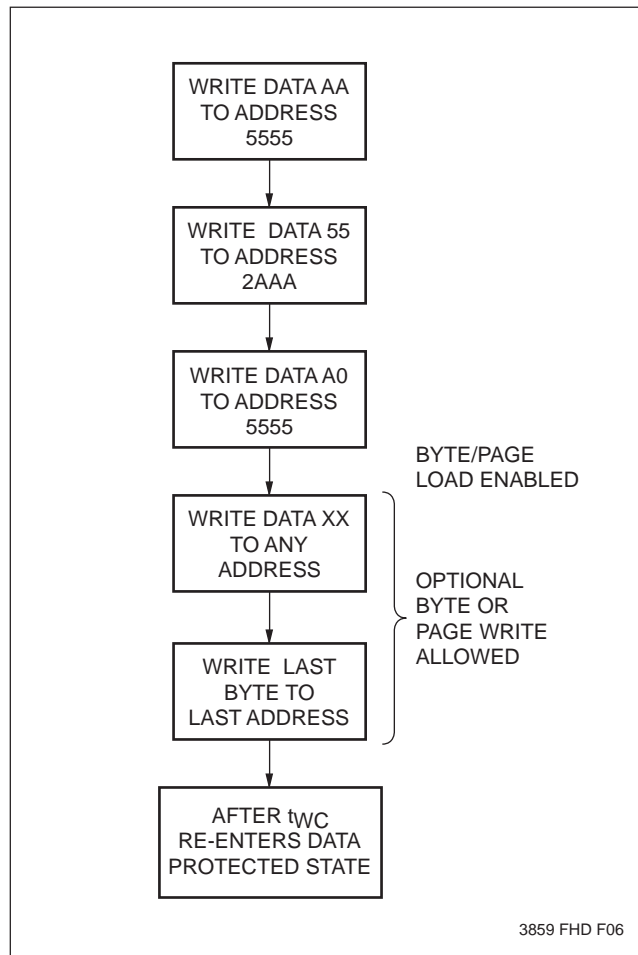 WRITE DATA AA
TO ADDRESS
5555
WRITE DATA 55
TO ADDRESS
2AAA
WRITE DATA A0
TO ADDRESS
5555
BYTE/PAGE
LOAD ENABLED
WRITE DATA XX
TO ANY
ADDRESS
OPTIONAL
BYTE OR
PAGE WRITE
ALLOWED
WRITE LAST
BYTE TO
LAST ADDRESS
AFTER tWC
RE-ENTERS DATA
PROTECTED STATE
3859 FHD F06